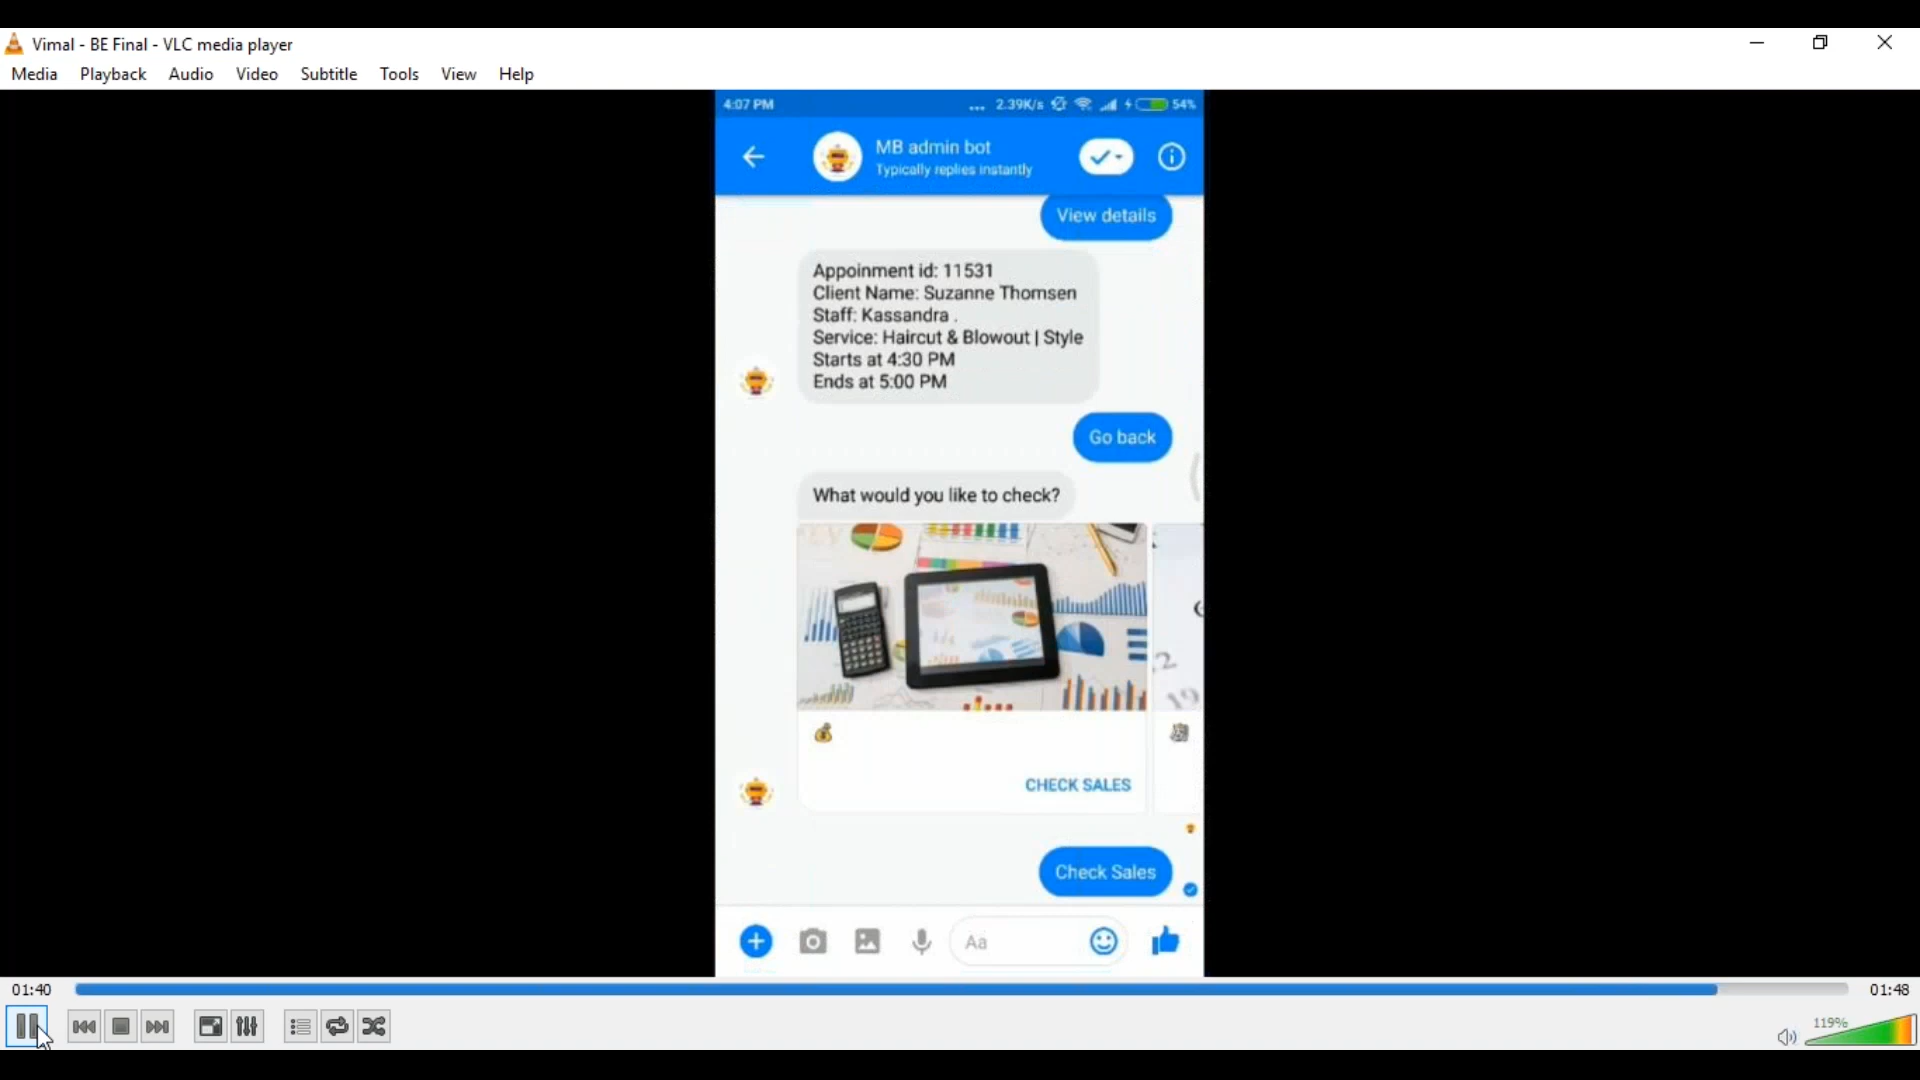 Vimal - BE Final - VLC media player
Media Playback Audio Video Subtitle Tools View Help
4:07 PM ... 2.39K/s 54%
MB admin bot
Typically replies instantly
View details
Appoinment id: 11531
Client Name: Suzanne Thomsen
Staff: Kassandra .
Service: Haircut & Blowout | Style
Starts at 4:30 PM
Ends at 5:00 PM
Go back
What would you like to check?
2
19
CHECK SALES
Check Sales
Aa
01:40 01:48
119%